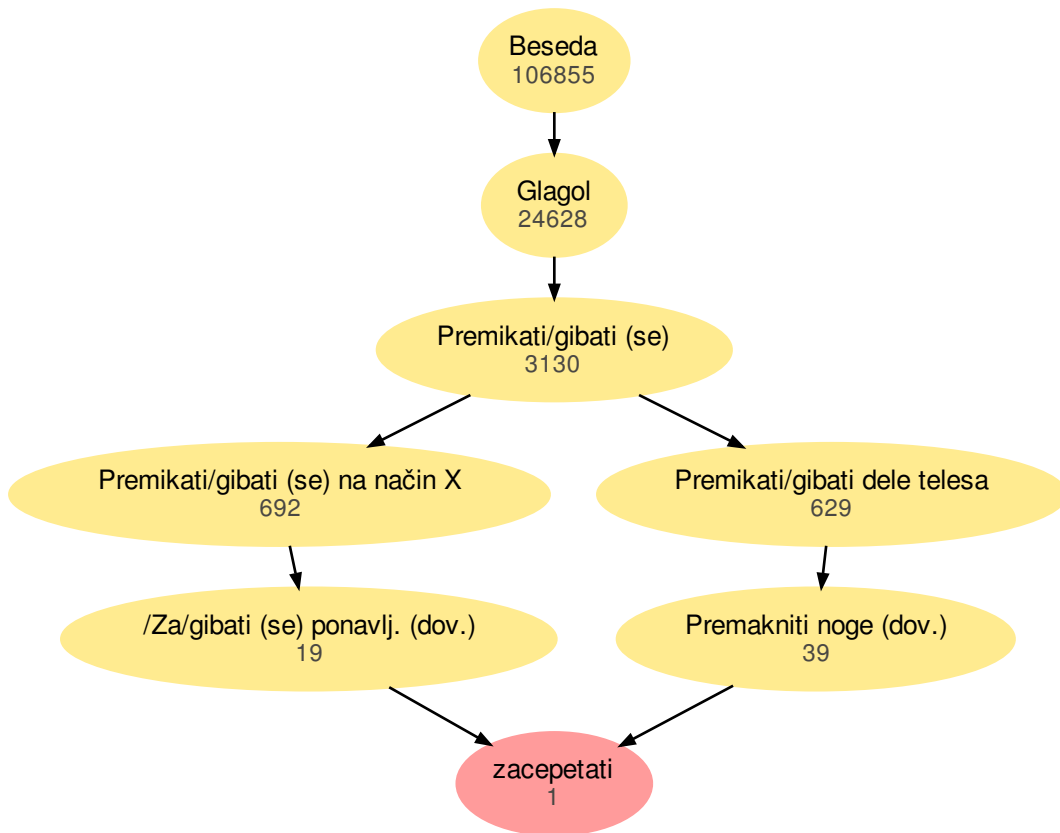 Beseda
106855
Glagol
24628
Premikati/gibati (se)
3130
Premikati/gibati (se) na način X
692
Premikati/gibati dele telesa
629
/Za/gibati (se) ponavlj. (dov.)
19
Premakniti noge (dov.)
39
zacepetati
1